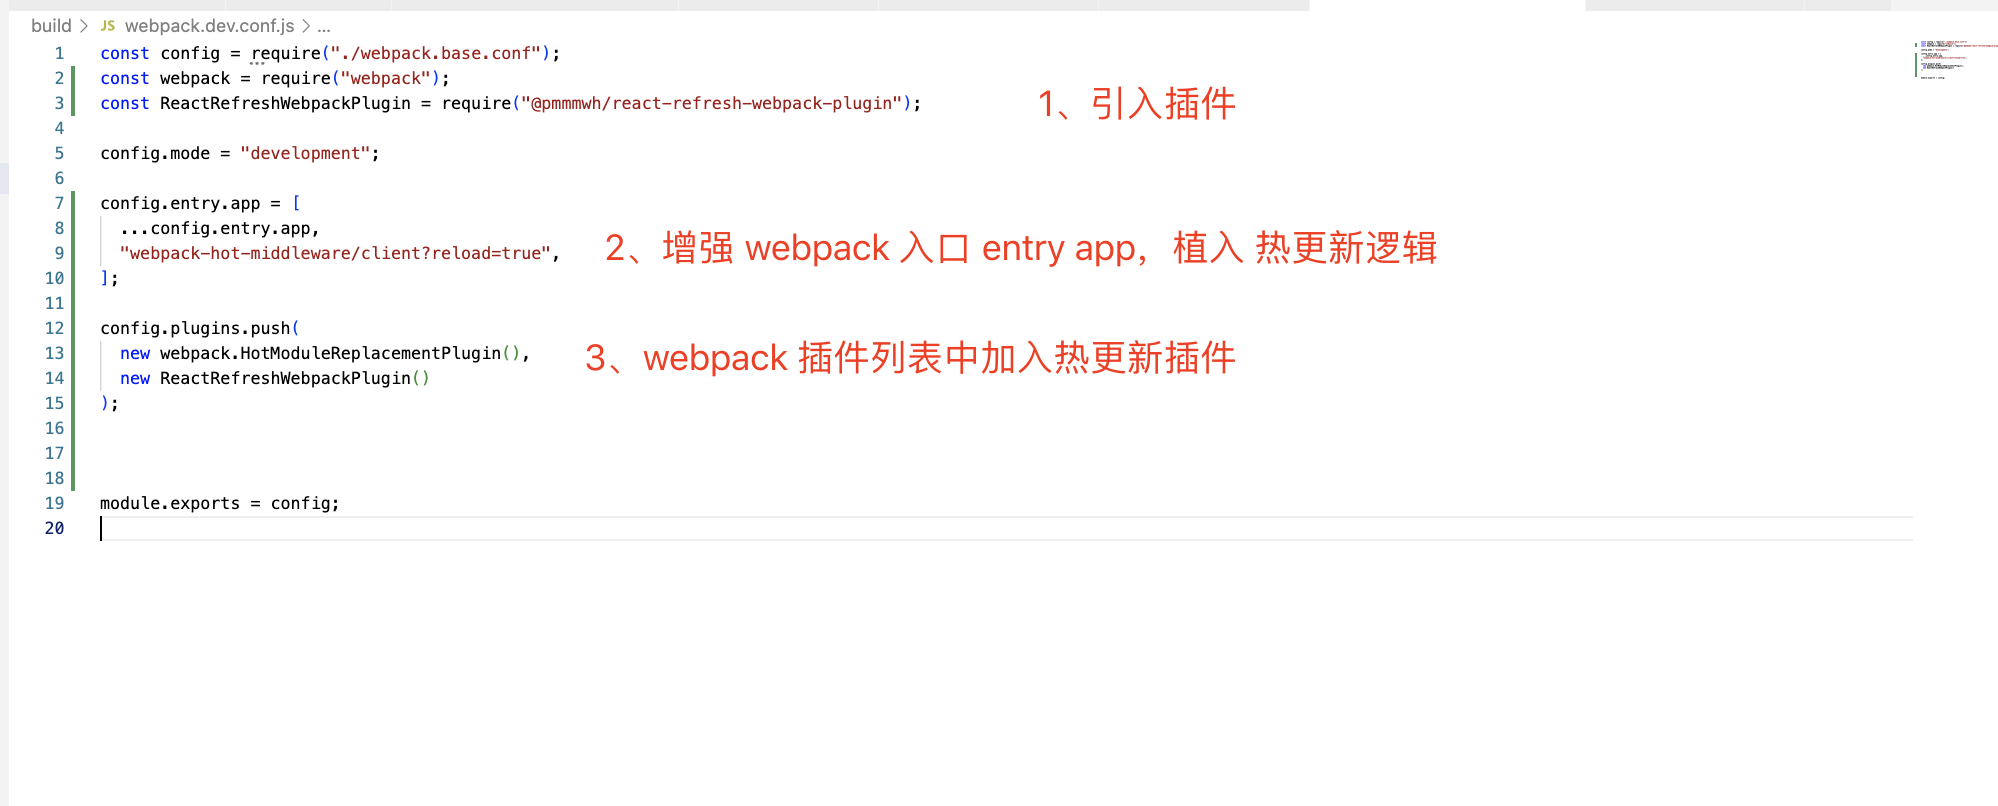 build > JS webpack.dev.conf.js > ...
1 const config = require("./webpack.base.conf");
2 const webpack = require("webpack");
3 const ReactRefreshWebpackPlugin = require("@pmmmwh/react-refresh-webpack-plugin");
1、引入插件
4
5 config.mode = "development";
6
7 config.entry.app = [
8 ...config.entry.app,
9 "webpack-hot-middleware/client?reload=true",
2、增强 webpack 入口 entry app，植入 热更新逻辑
10 ];
11
12 config.plugins.push(
13 new webpack.HotModuleReplacementPlugin(),
3、webpack 插件列表中加入热更新插件
14 new ReactRefreshWebpackPlugin()
15 );
16
17
18
19 module.exports = config;
20